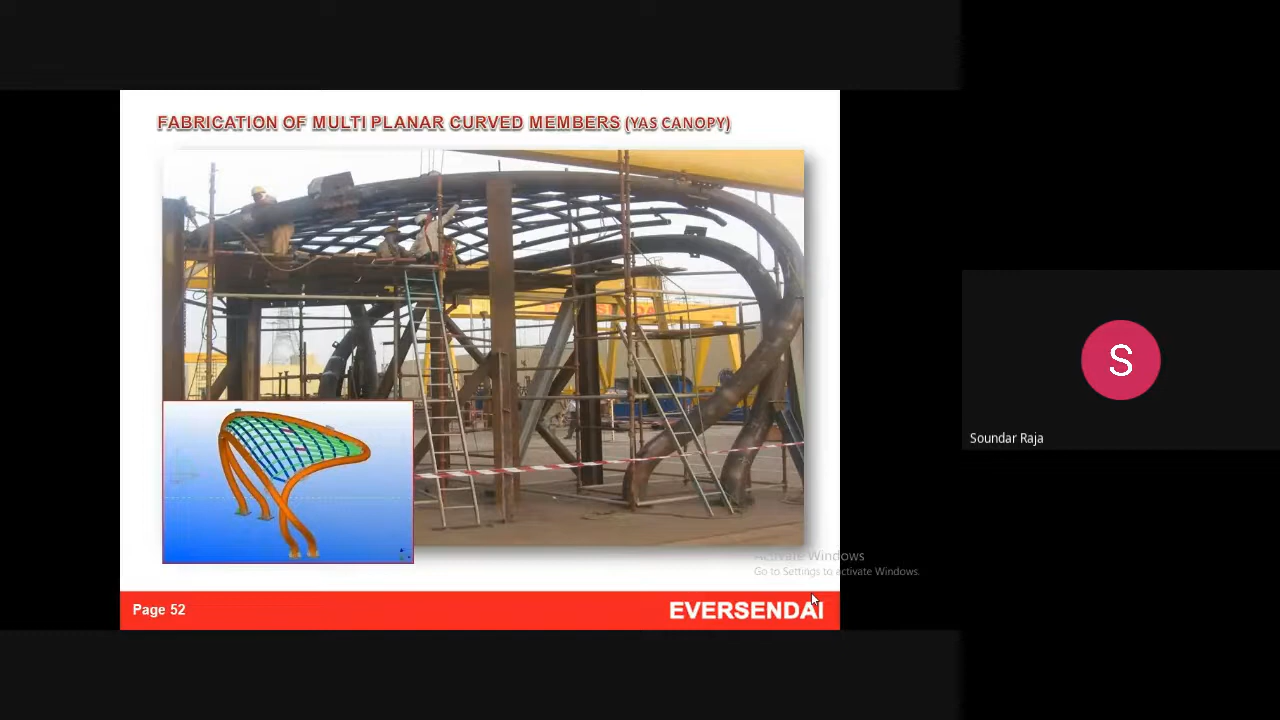 FABRICATION OF MULTI PLANAR CURVED MEMBERS (YAS CANOPY)
S
Soundar Raja
Activate Windows
Go to Settings to activate Windows.
Page 52
EVERSENDAI